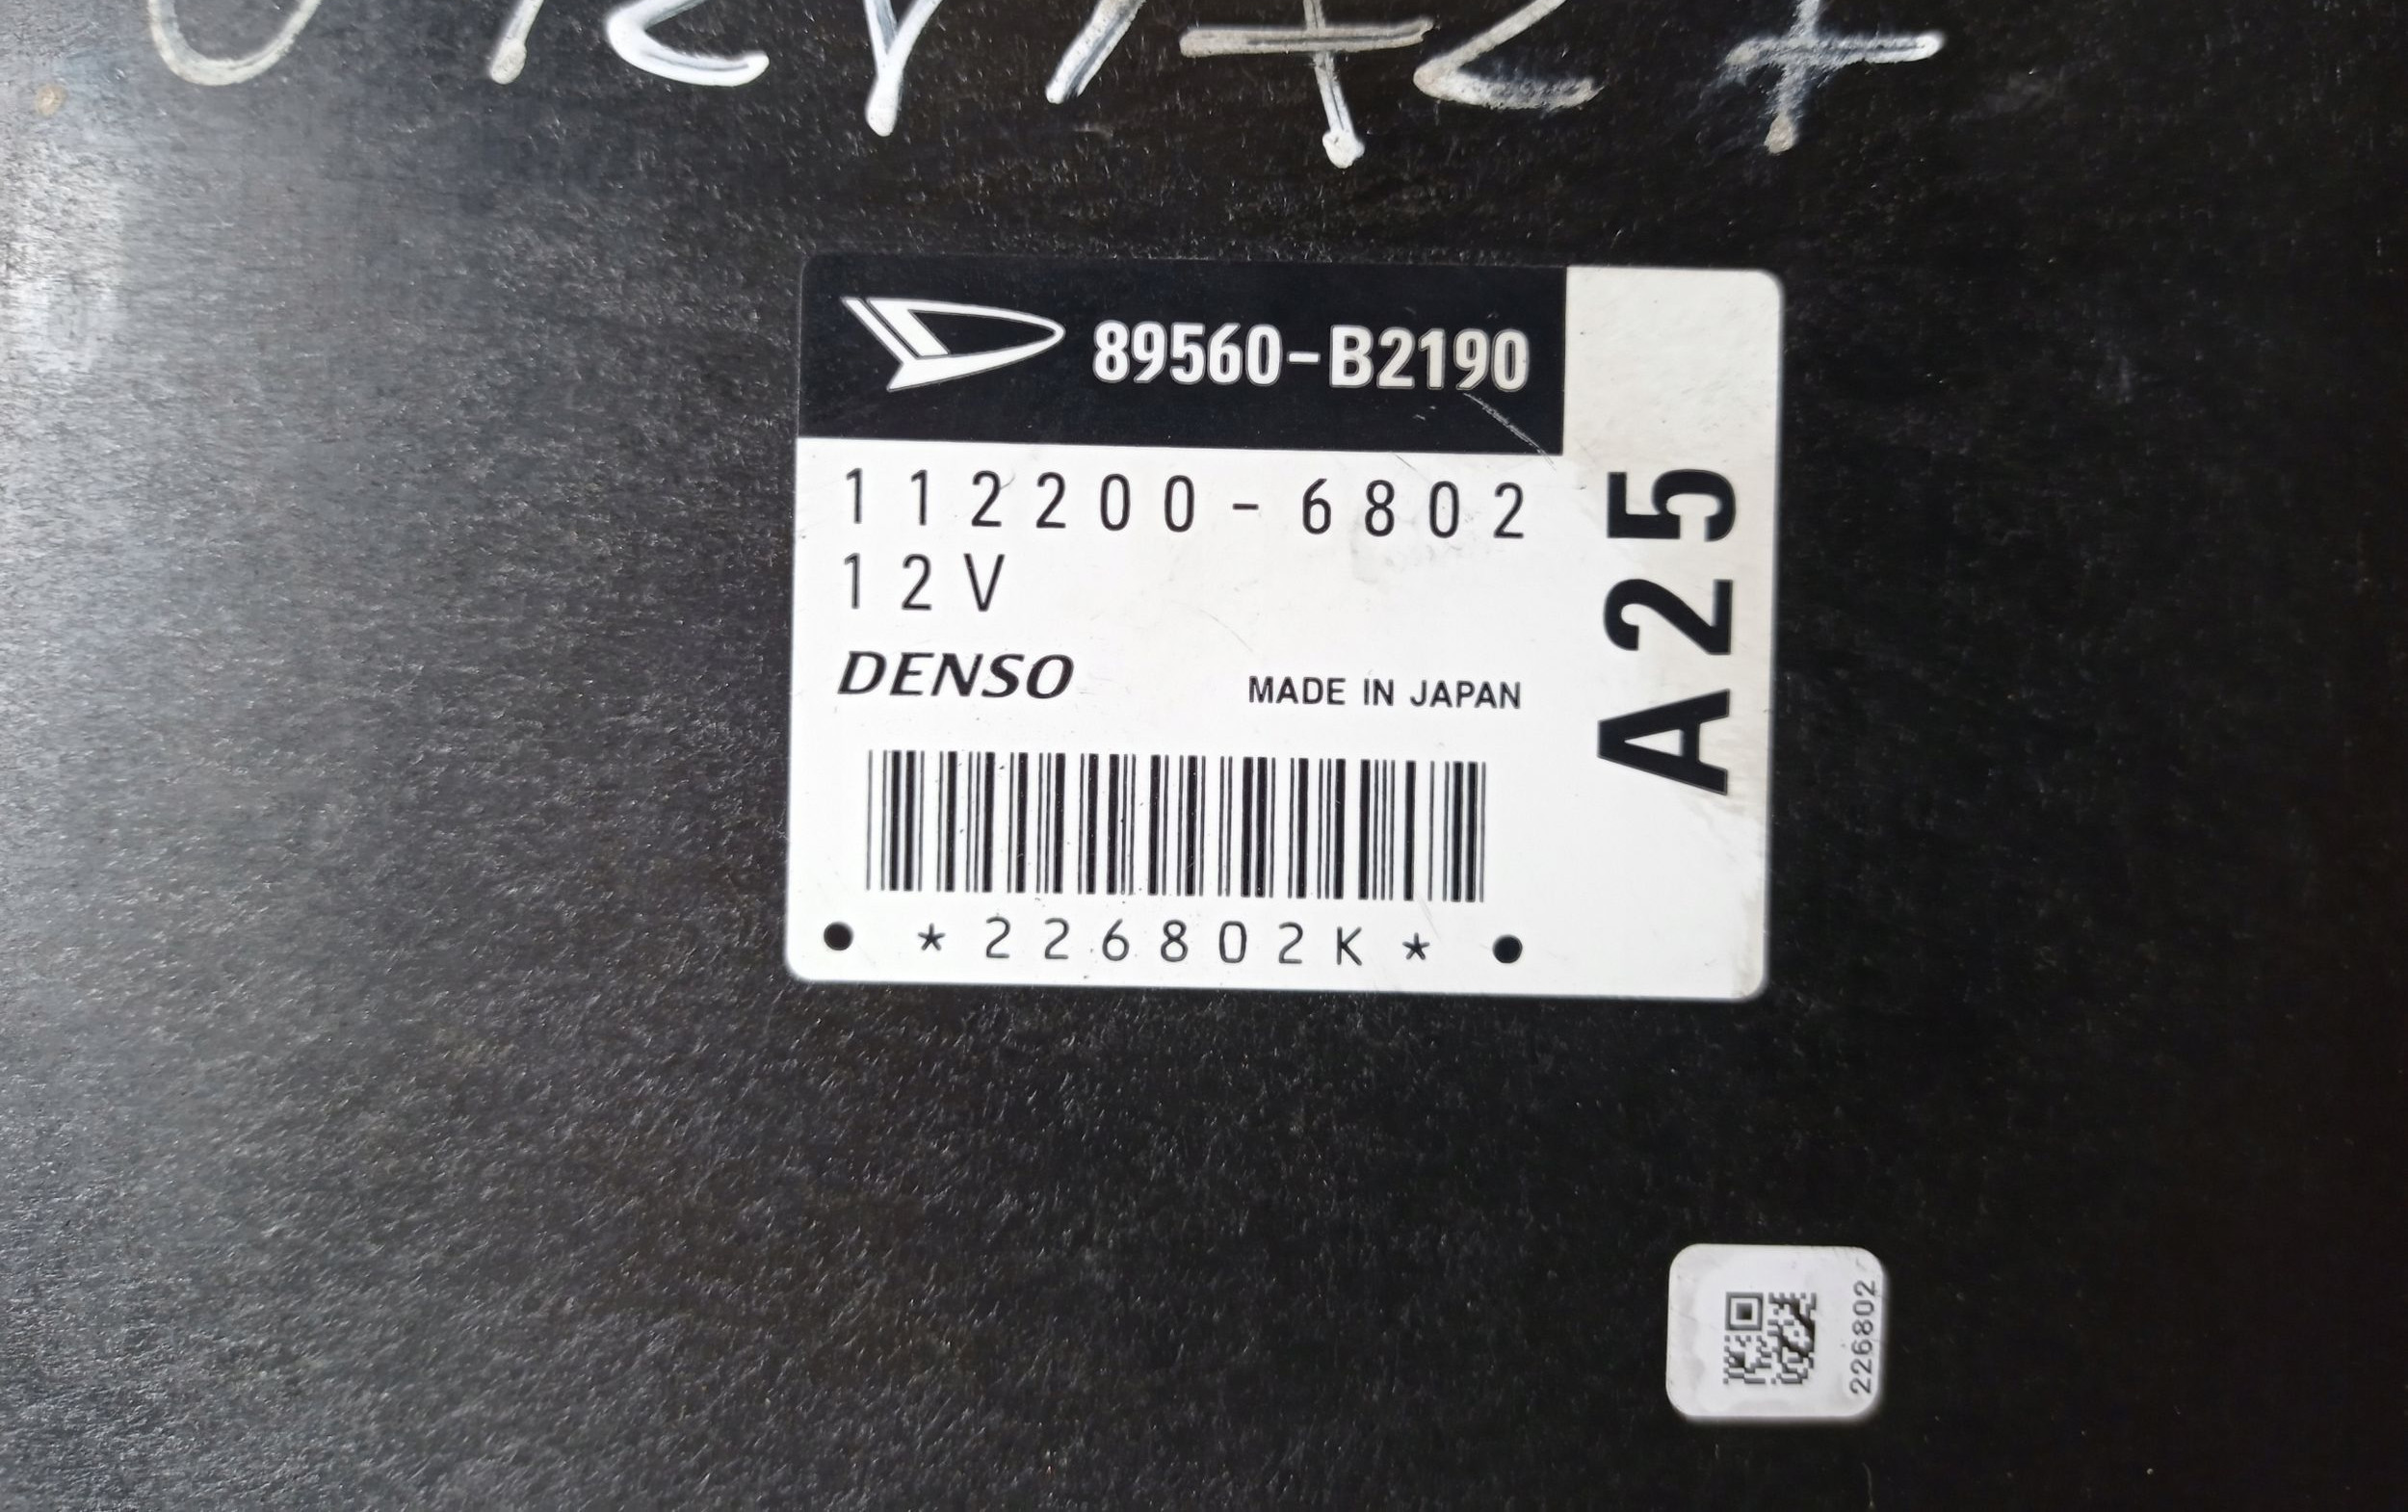 89560-B2190
112200-6802
12V
DENSO MADE IN JAPAN
*226802K*
A25
226802